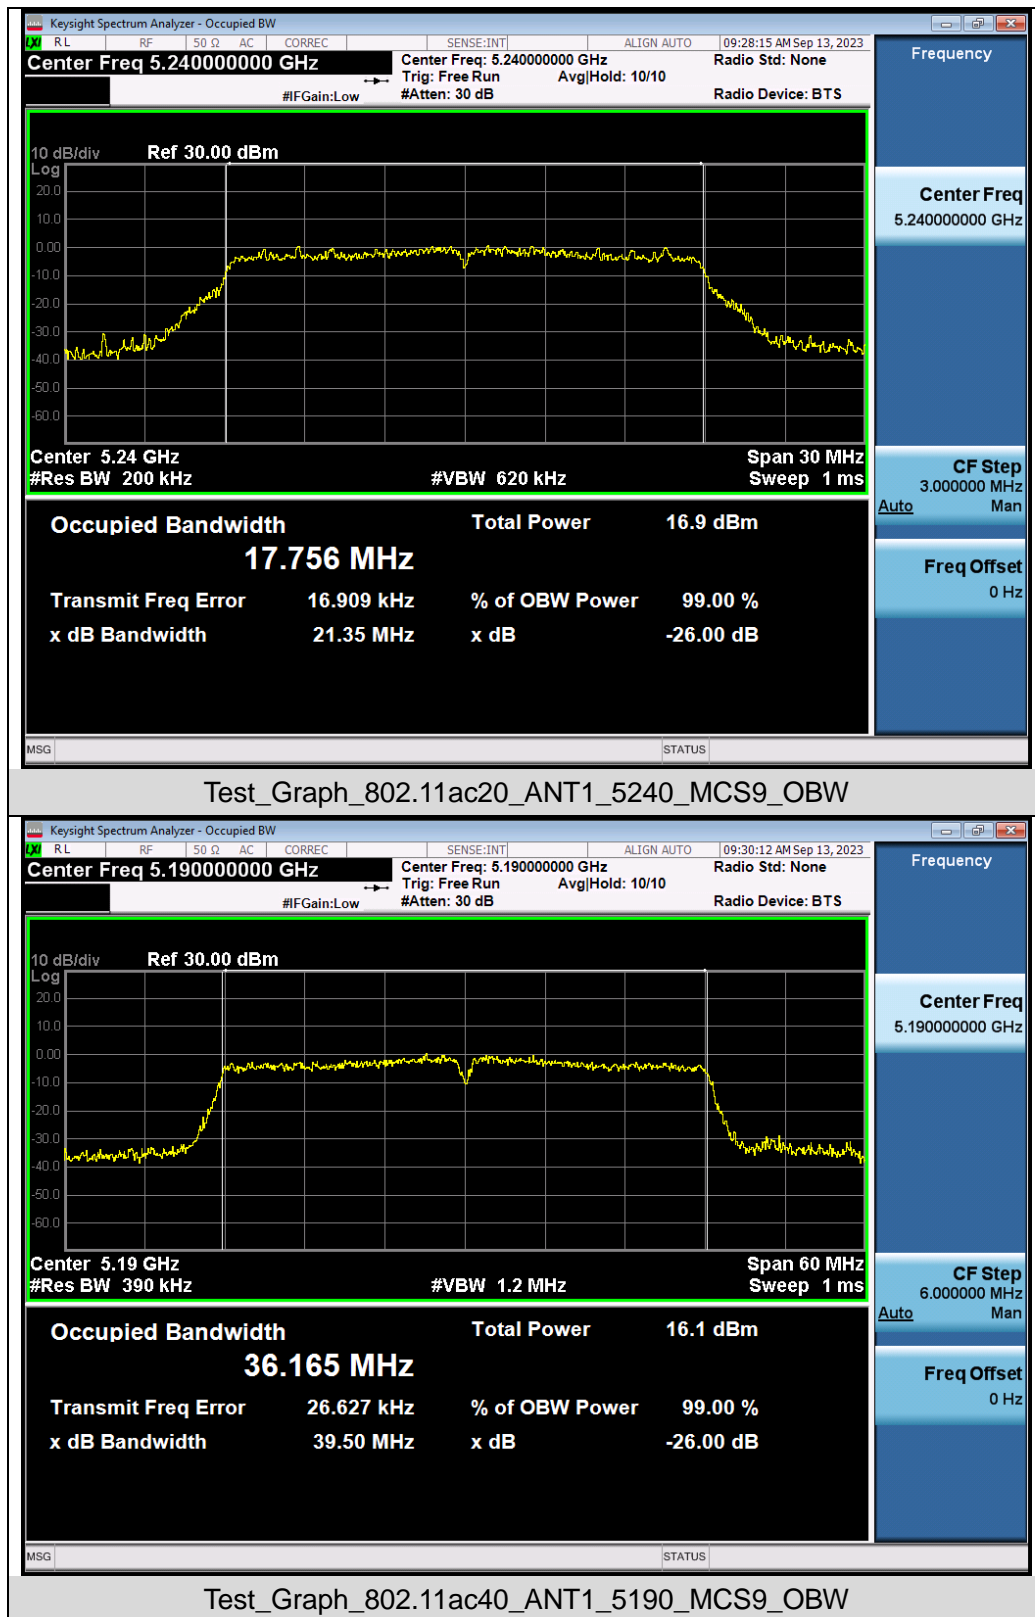 Keysight Spectrum Analyzer - Occupied BW
LXI RL RF 50 Ω AC CORREC SENSE:INT ALIGN AUTO 09:28:15 AM Sep 13, 2023
Center Freq 5.240000000 GHz
Center Freq: 5.240000000 GHz
Radio Std: None
Trig: Free Run Avg|Hold: 10/10
#IFGain:Low
#Atten: 30 dB
Radio Device: BTS
10 dB/div Ref 30.00 dBm
Log
20.0
10.0
0.00
-10.0
-20.0
-30.0
-40.0
-50.0
-60.0
Center 5.24 GHz Span 30 MHz
#Res BW 200 kHz #VBW 620 kHz Sweep 1 ms
Occupied Bandwidth Total Power 16.9 dBm
17.756 MHz
Transmit Freq Error 16.909 kHz % of OBW Power 99.00 %
x dB Bandwidth 21.35 MHz x dB -26.00 dB
MSG STATUS
Frequency
Center Freq
5.240000000 GHz
CF Step
3.000000 MHz
Auto Man
Freq Offset
0 Hz
Test_Graph_802.11ac20_ANT1_5240_MCS9_OBW
Keysight Spectrum Analyzer - Occupied BW
LXI RL RF 50 Ω AC CORREC SENSE:INT ALIGN AUTO 09:30:12 AM Sep 13, 2023
Center Freq 5.190000000 GHz
Center Freq: 5.190000000 GHz
Radio Std: None
Trig: Free Run Avg|Hold: 10/10
#IFGain:Low
#Atten: 30 dB
Radio Device: BTS
10 dB/div Ref 30.00 dBm
Log
20.0
10.0
0.00
-10.0
-20.0
-30.0
-40.0
-50.0
-60.0
Center 5.19 GHz Span 60 MHz
#Res BW 390 kHz #VBW 1.2 MHz Sweep 1 ms
Occupied Bandwidth Total Power 16.1 dBm
36.165 MHz
Transmit Freq Error 26.627 kHz % of OBW Power 99.00 %
x dB Bandwidth 39.50 MHz x dB -26.00 dB
MSG STATUS
Frequency
Center Freq
5.190000000 GHz
CF Step
6.000000 MHz
Auto Man
Freq Offset
0 Hz
Test_Graph_802.11ac40_ANT1_5190_MCS9_OBW